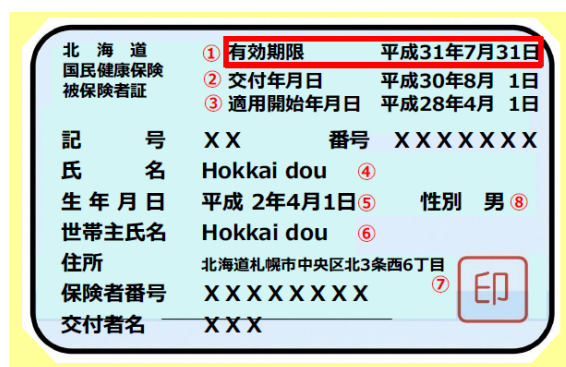 北 海 道 ① 有効期限 平成31年7月31日
国民健康保険
被保険者証 ② 交付年月日 平成30年8月 1日
③ 適用開始年月日 平成28年4月 1日
記 号 XX 番号 XXXXXXX
氏 名 Hokkai dou ④
生年月日 平成 2年4月1日⑤ 性別 男⑧
世帯主氏名 Hokkai dou ⑥
住所 北海道札幌市中央区北3条西6丁目
⑦ 印
保険者番号 XXXXXXXX
交付者名 XXX